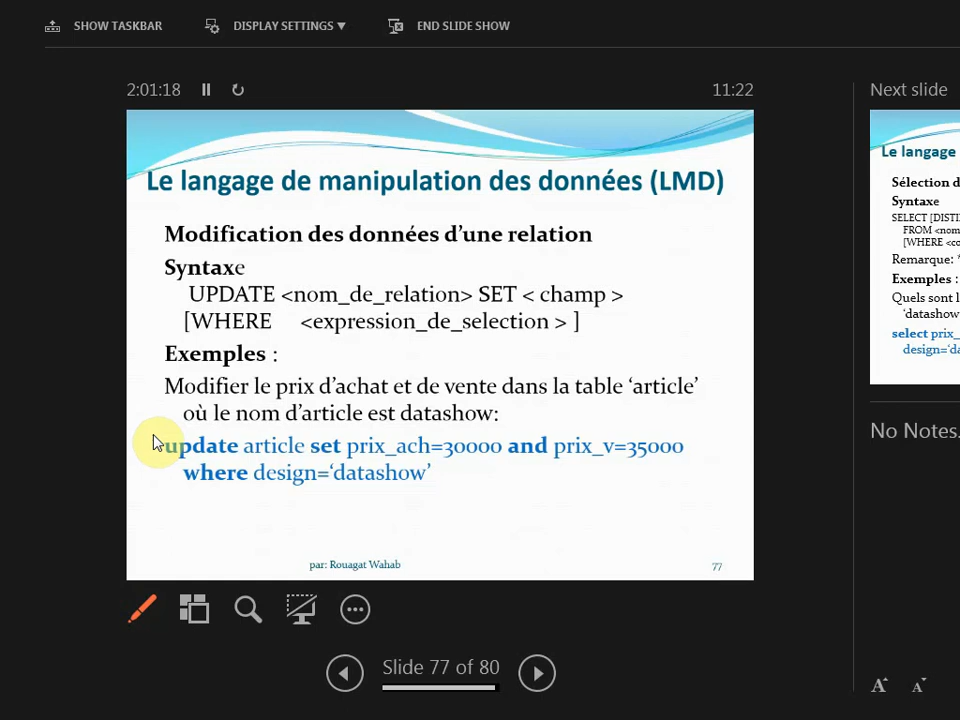 SHOW TASKBAR
DISPLAY SETTINGS ▼
END SLIDE SHOW
2:01:18
11:22
Le langage de manipulation des données (LMD)
Modification des données d’une relation
Syntaxe
UPDATE <nom_de_relation> SET < champ >
[WHERE <expression_de_selection > ]
Exemples :
Modifier le prix d’achat et de vente dans la table ‘article’
où le nom d’article est datashow:
update article set prix_ach=30000 and prix_v=35000
where design=‘datashow’
par: Rouagat Wahab
77
Slide 77 of 80
Next slide
Le langage
Sélection d
Syntaxe
SELECT [DISTI
FROM <nom
[WHERE <co
Remarque: *
Exemples :
Quels sont l
‘datashow
select prix_
design=‘da
No Notes.
A
A